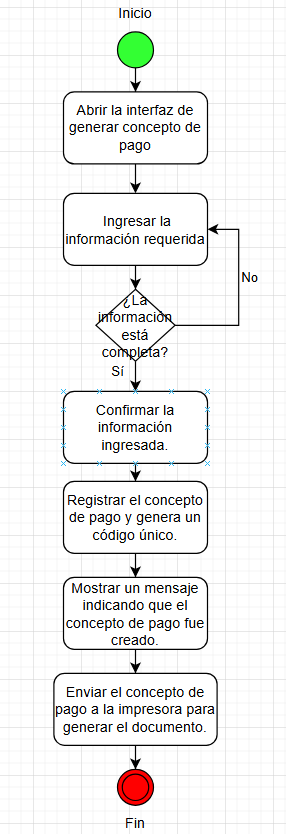 Inicio
Abrir la interfaz de
generar concepto de
pago
Ingresar la
información requerida
No
¿La
información
está
completa?
Sí
Confirmar la
información
ingresada.
Registrar el concepto
de pago y genera un
código único.
Mostrar un mensaje
indicando que el
concepto de pago fue
creado.
Enviar el concepto de
pago a la impresora para
generar el documento.
Fin